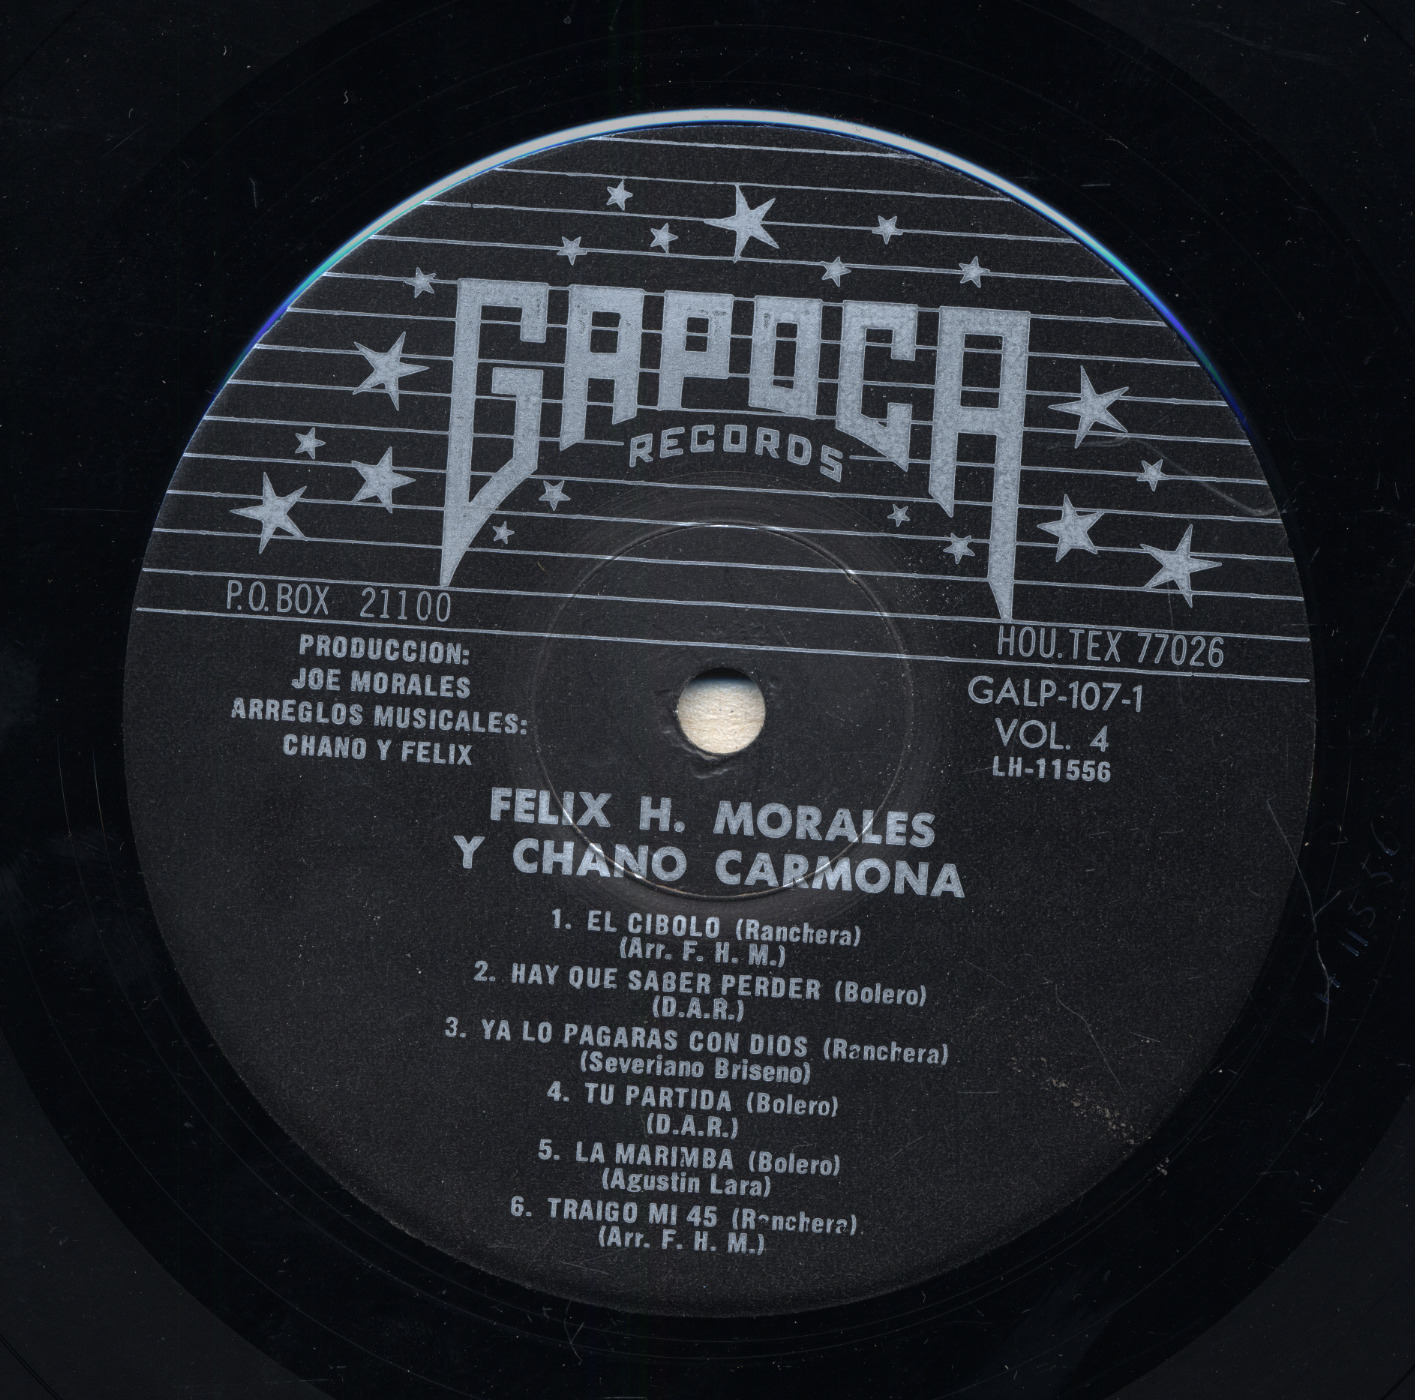 GAPOCA
RECORDS
P.O. BOX 21100
HOU. TEX 77026
PRODUCCION:
JOE MORALES
ARREGLOS MUSICALES:
CHANO Y FELIX
GALP-107-1
VOL. 4
LH-11556
FELIX H. MORALES
Y CHANO CARMONA
1. EL CIBOLO (Ranchera)
(Arr. F. H. M.)
2. HAY QUE SABER PERDER (Bolero)
(D.A.R.)
3. YA LO PAGARAS CON DIOS (Ranchera)
(Severiano Briseno)
4. TU PARTIDA (Bolero)
(D.A.R.)
5. LA MARIMBA (Bolero)
(Agustin Lara)
6. TRAIGO MI 45 (Ranchera)
(Arr. F. H. M.)